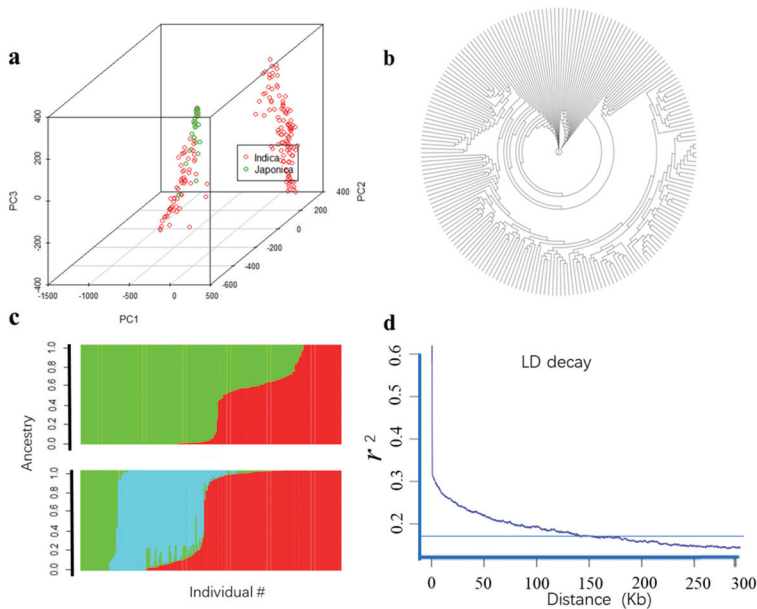 a
400
200
0
-200
-400
PC3
-1500
-1000
-500
0
500
PC1
-600
-400
-200
0
200
400
PC2
Indica
Japonica
b
c
Ancestry
1.0
0.8
0.6
0.4
0.2
0.0
1.0
0.8
0.6
0.4
0.2
0.0
Individual #
d
LD decay
r 2
0.6
0.5
0.4
0.3
0.2
0
50
100
150
200
250
300
Distance (Kb)